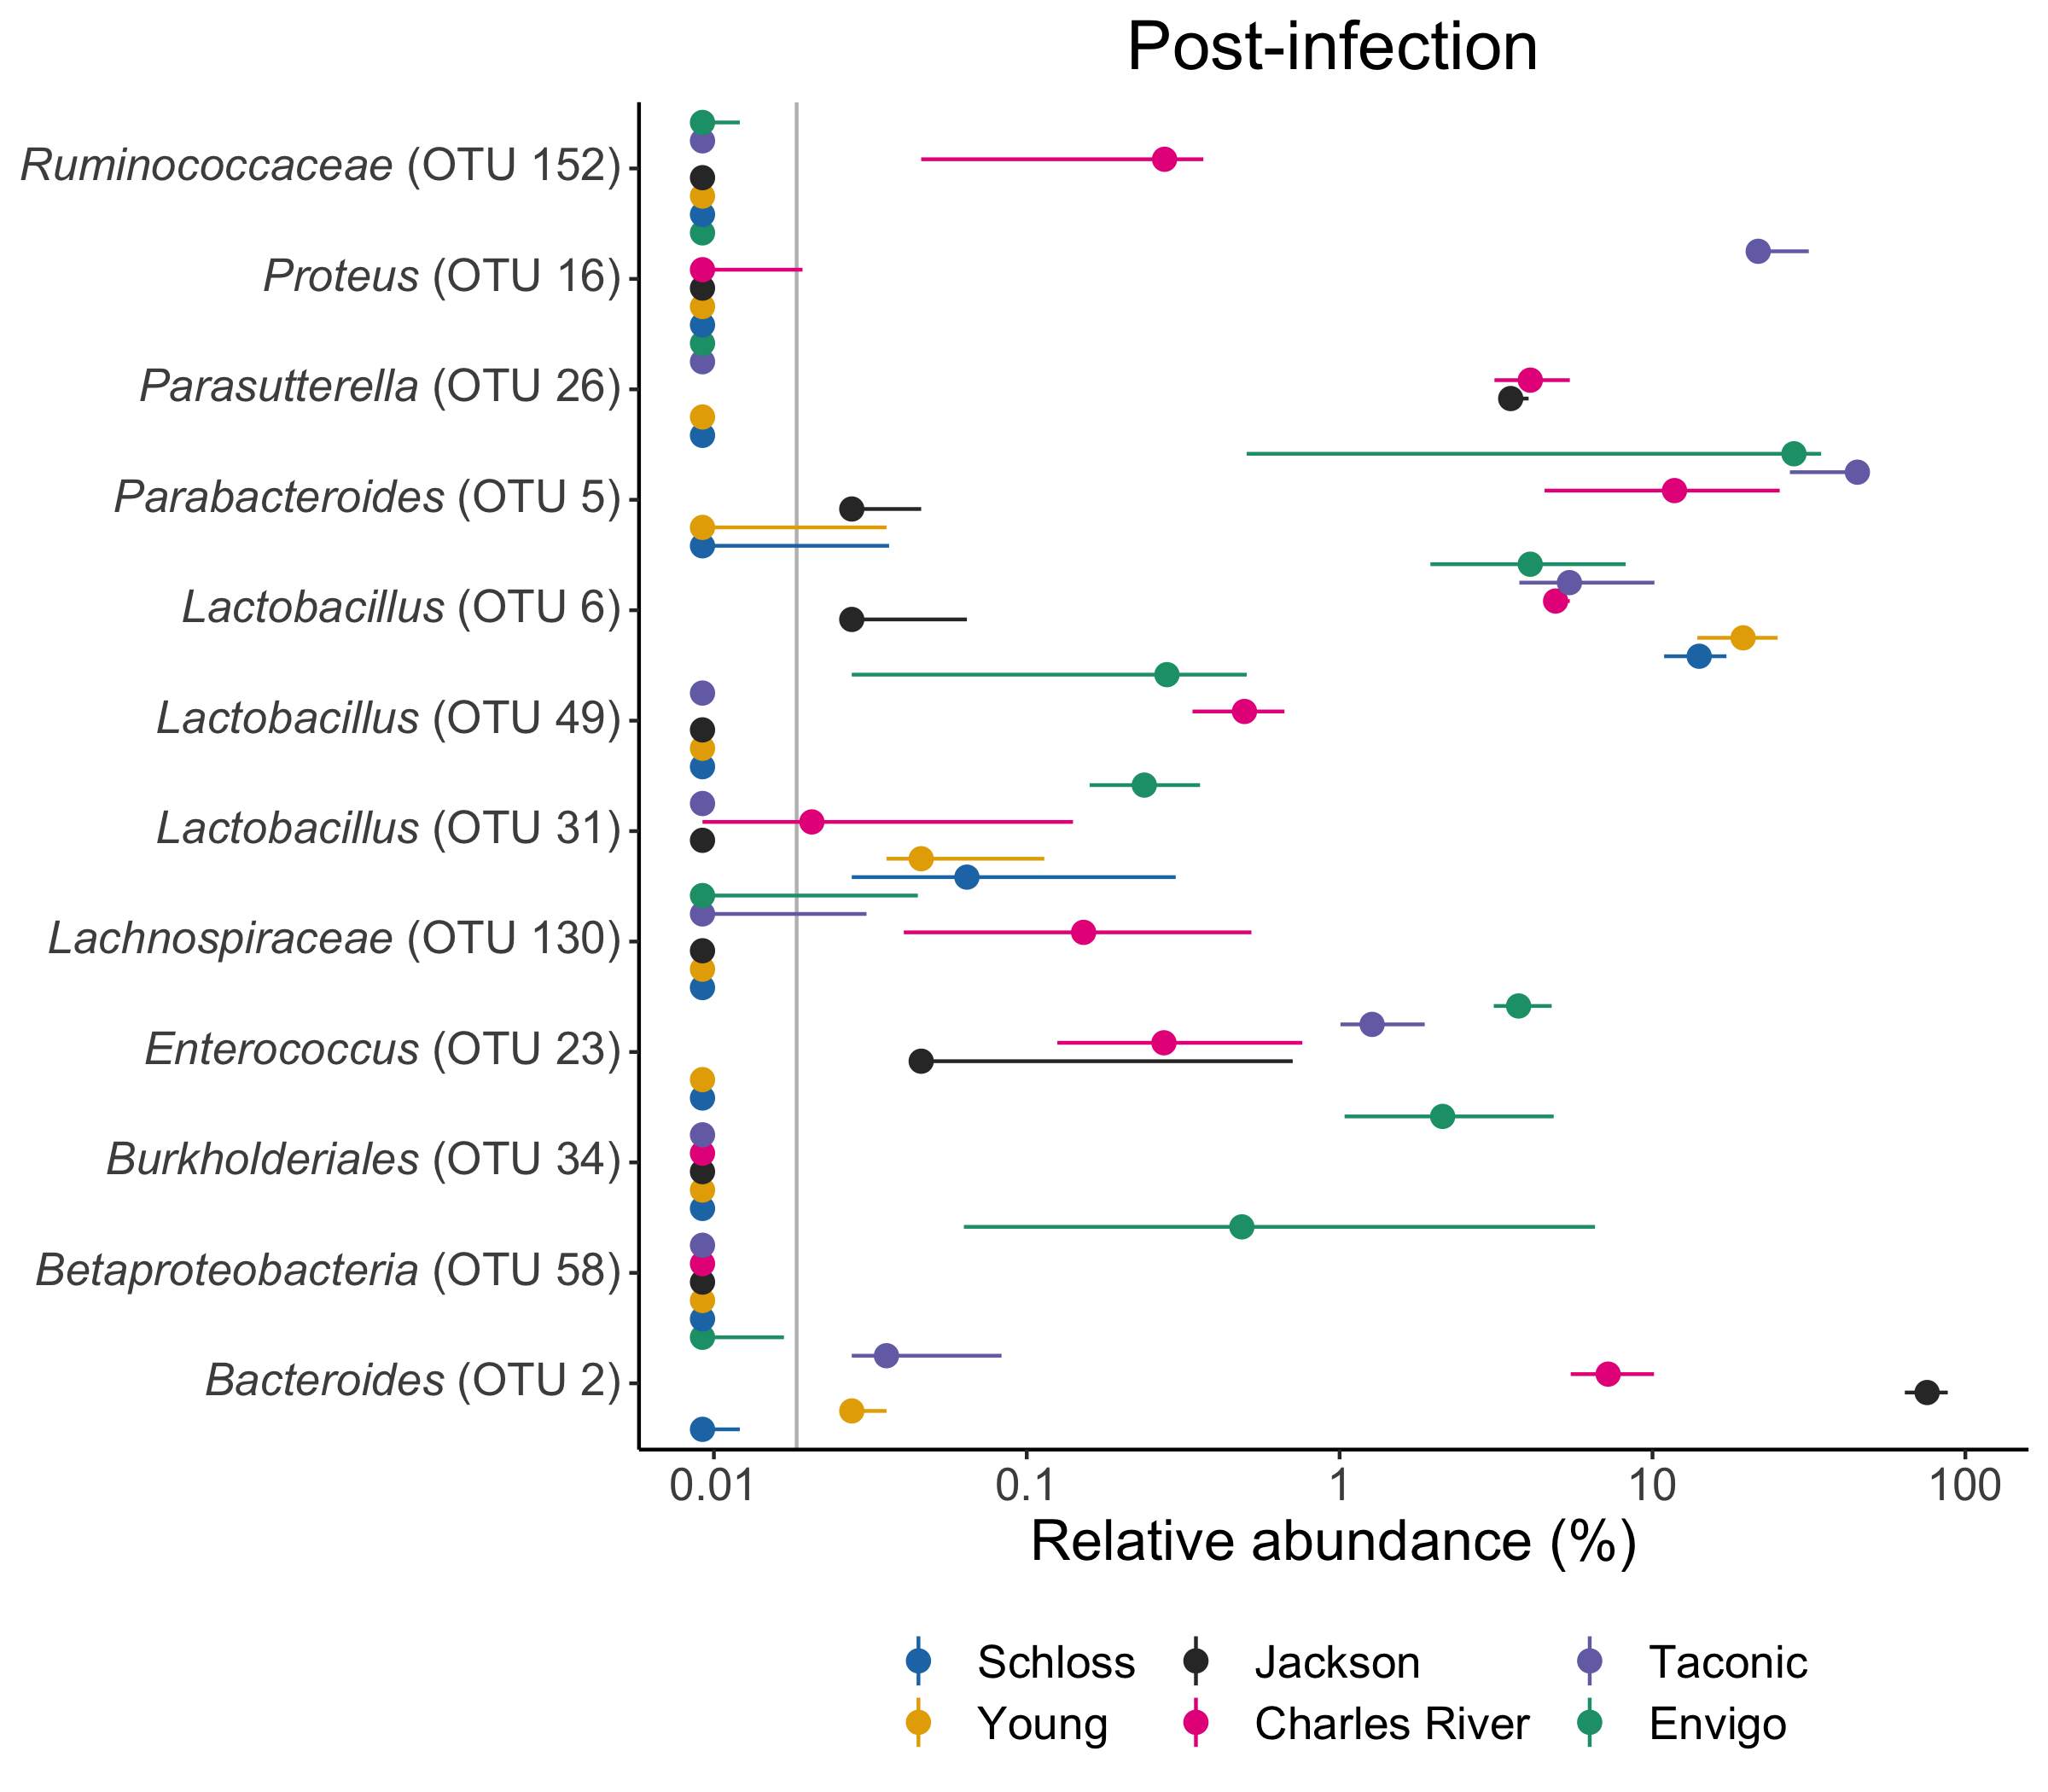 Post-infection
Ruminococcaceae (OTU 152)
Proteus (OTU 16)
Parasutterella (OTU 26)
Parabacteroides (OTU 5)
Lactobacillus (OTU 6)
Lactobacillus (OTU 49)
Lactobacillus (OTU 31)
Lachnospiraceae (OTU 130)
Enterococcus (OTU 23)
Burkholderiales (OTU 34)
Betaproteobacteria (OTU 58)
Bacteroides (OTU 2)
0.01 0.1 1 10 100
Relative abundance (%)
Schloss Jackson Taconic
Young Charles River Envigo